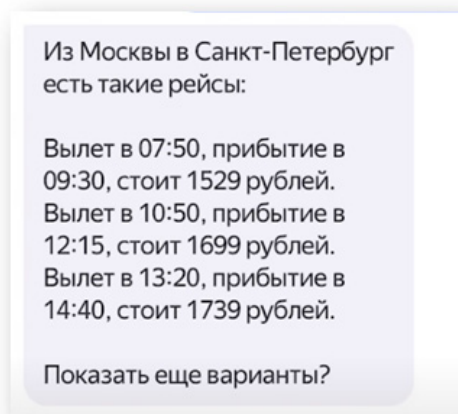 Из Москвы в Санкт-Петербург
есть такие рейсы:
Вылет в 07:50, прибытие в
09:30, стоит 1529 рублей.
Вылет в 10:50, прибытие в
12:15, стоит 1699 рублей.
Вылет в 13:20, прибытие в
14:40, стоит 1739 рублей.
Показать еще варианты?